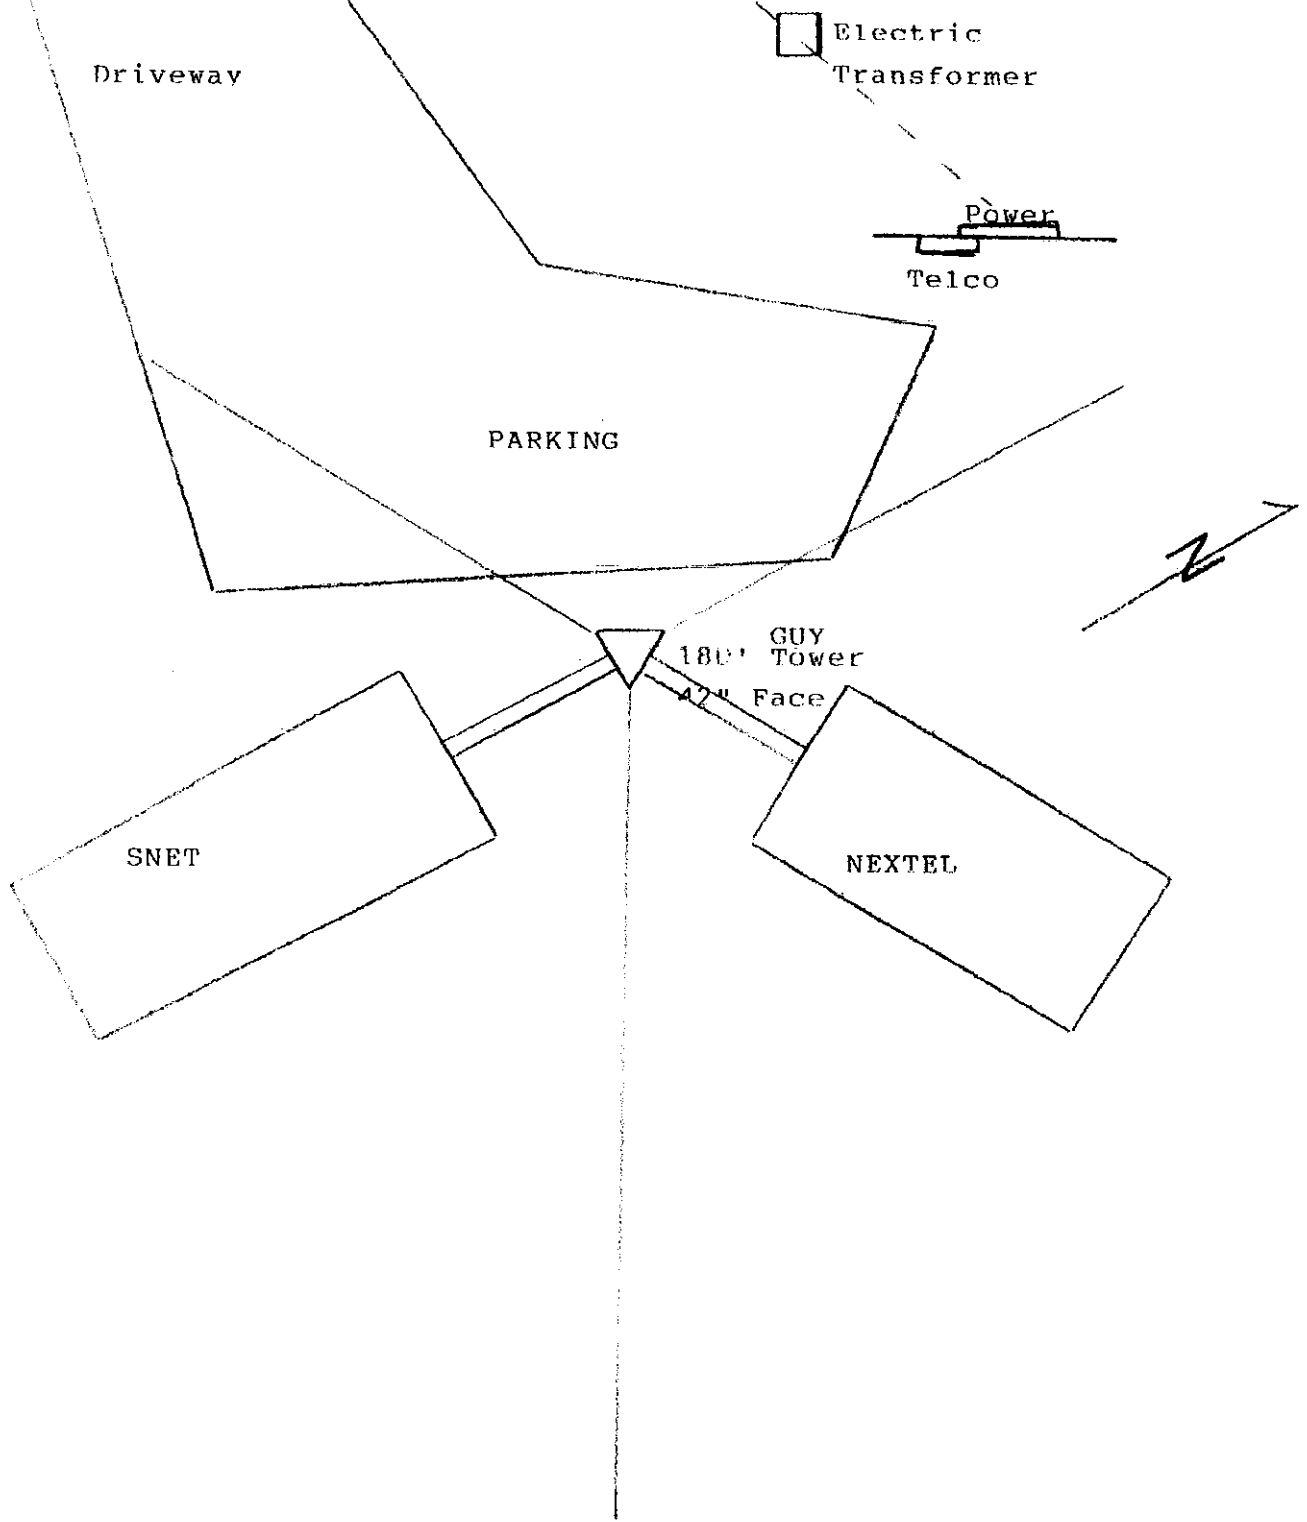 Electric
Driveway
Transformer
Power
Telco
PARKING
N
GUY
180' Tower
42" Face
SNET
NEXTEL